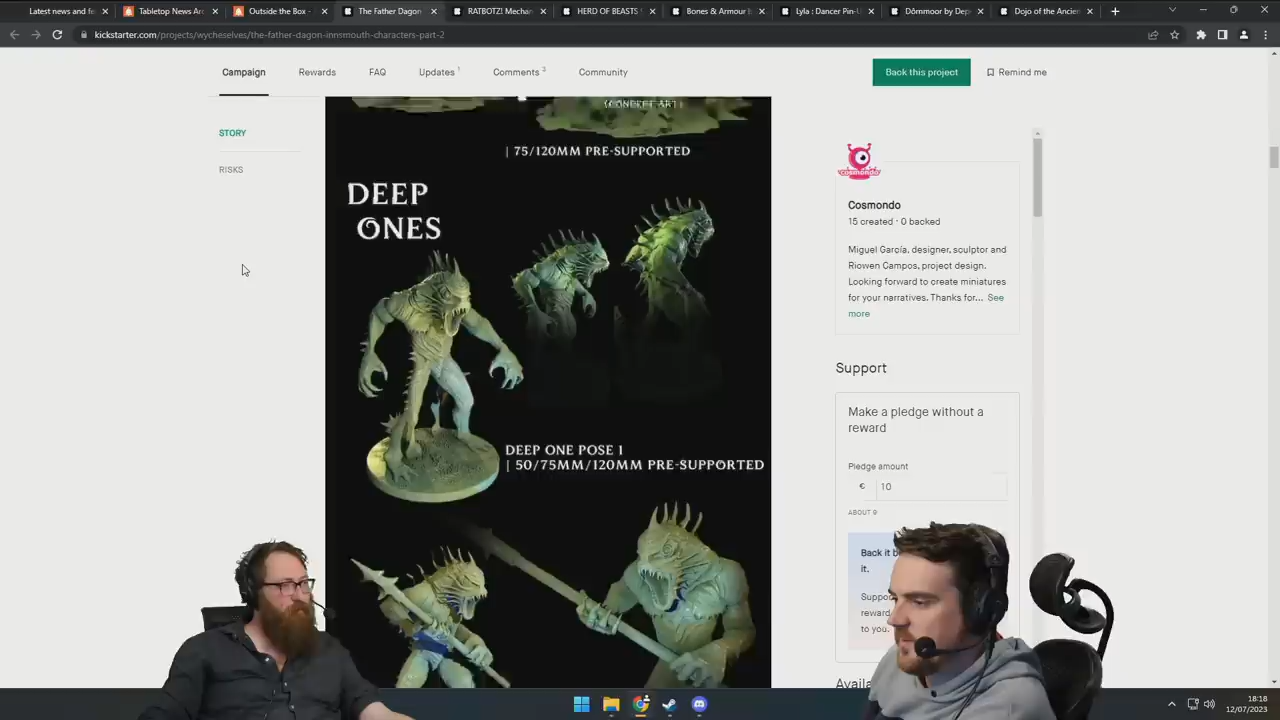 Latest news and fe
Tabletop News Ar
Outside the Box -
The Father Dagon
RATBOTZ! Mechan
HERD OF BEASTS
Bones & Armour
Lyla : Dancer Pin-U
Dômmoor by Dep
Dojo of the Ancien
kickstarter.com/projects/wycheselves/the-father-dagon-innsmouth-characters-part-2
Campaign
Rewards
FAQ
Updates 1
Comments 3
Community
Back this project
Remind me
STORY
RISKS
(CONCEPT ART)
| 75/120MM PRE-SUPPORTED
DEEP
ONES
DEEP ONE POSE 1
| 50/75MM/120MM PRE-SUPPORTED
cosmondo
Cosmondo
15 created · 0 backed
Miguel García, designer, sculptor and
Riowen Campos, project design.
Looking forward to create miniatures
for your narratives. Thanks for... See
more
Support
Make a pledge without a
reward
Pledge amount
€ 10
ABOUT 9
Back it b
it.
Suppor
reward
to you.
Availa
18:18
12/07/2023